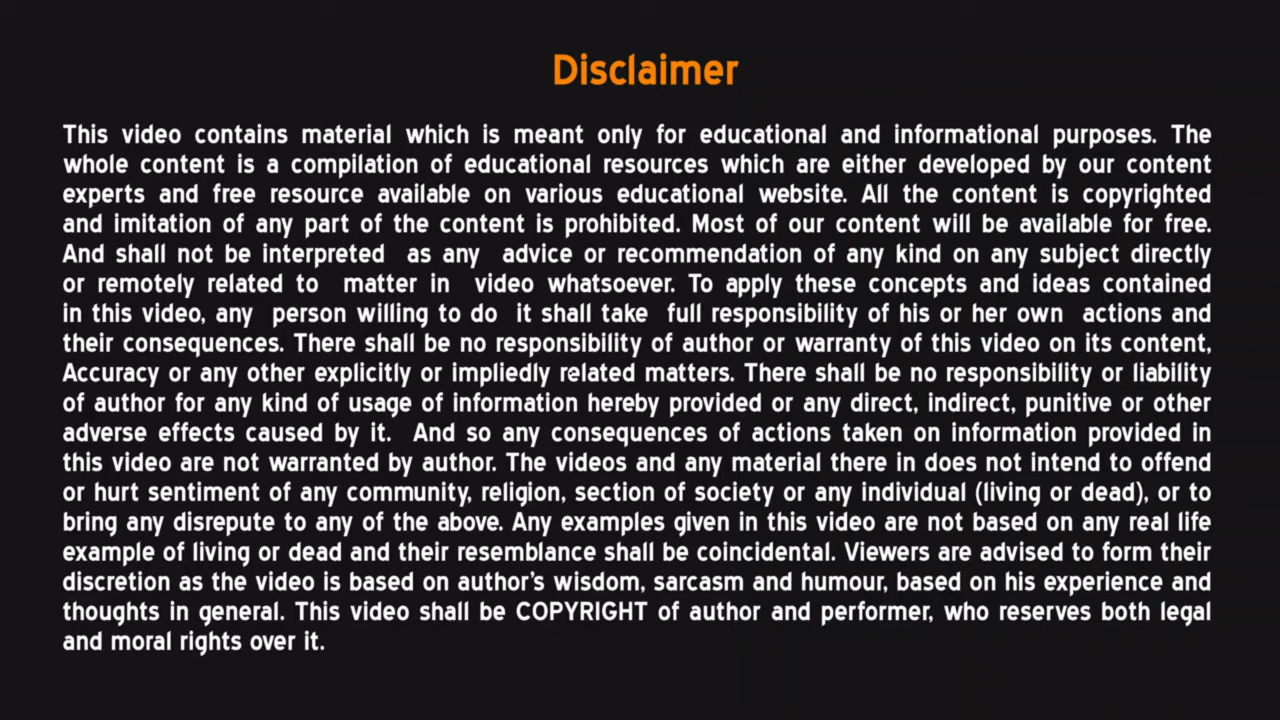 Disclaimer
This video contains material which is meant only for educational and informational purposes. The
whole content is a compilation of educational resources which are either developed by our content
experts and free resource available on various educational website. All the content is copyrighted
and imitation of any part of the content is prohibited. Most of our content will be available for free.
And shall not be interpreted as any advice or recommendation of any kind on any subject directly
or remotely related to matter in video whatsoever. To apply these concepts and ideas contained
in this video, any person willing to do it shall take full responsibility of his or her own actions and
their consequences. There shall be no responsibility of author or warranty of this video on its content,
Accuracy or any other explicitly or impliedly related matters. There shall be no responsibility or liability
of author for any kind of usage of information hereby provided or any direct, indirect, punitive or other
adverse effects caused by it. And so any consequences of actions taken on information provided in
this video are not warranted by author. The videos and any material there in does not intend to offend
or hurt sentiment of any community, religion, section of society or any individual (living or dead), or to
bring any disrepute to any of the above. Any examples given in this video are not based on any real life
example of living or dead and their resemblance shall be coincidental. Viewers are advised to form their
discretion as the video is based on author's wisdom, sarcasm and humour, based on his experience and
thoughts in general. This video shall be COPYRIGHT of author and performer, who reserves both legal
and moral rights over it.